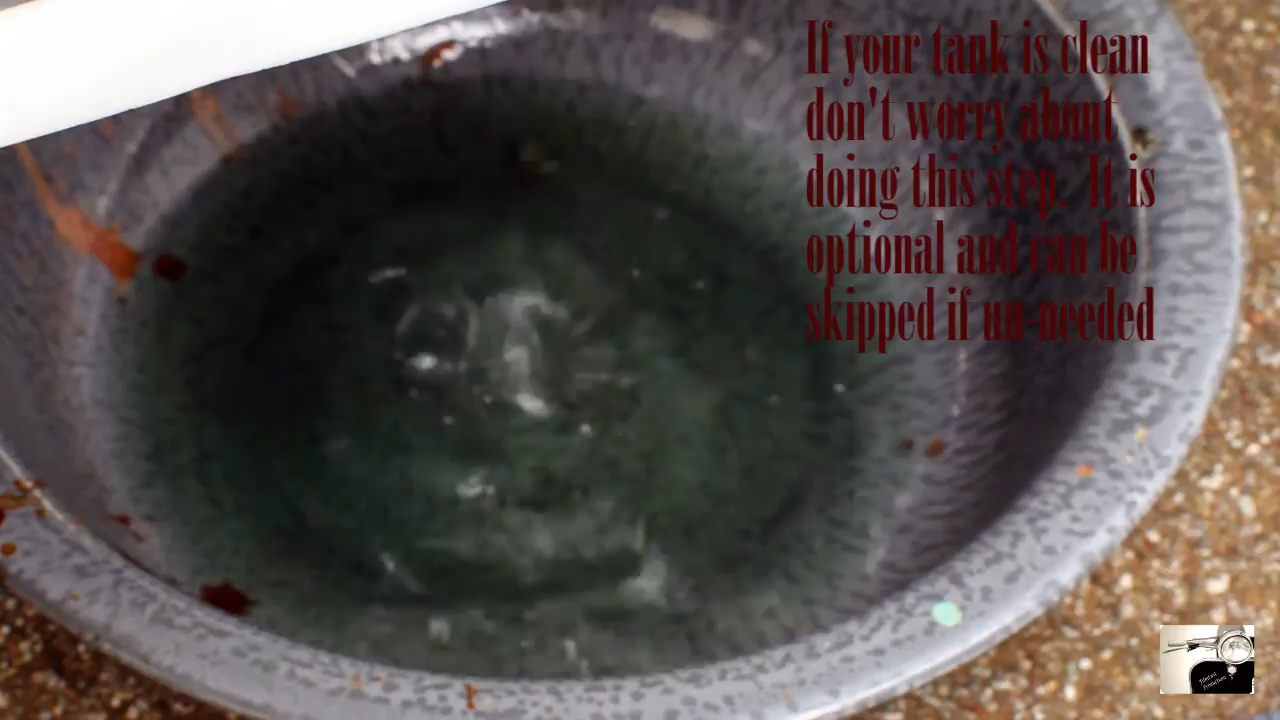 If your tank is clean
don't worry about
doing this step.  It is
optional and can be
skipped if un-needed